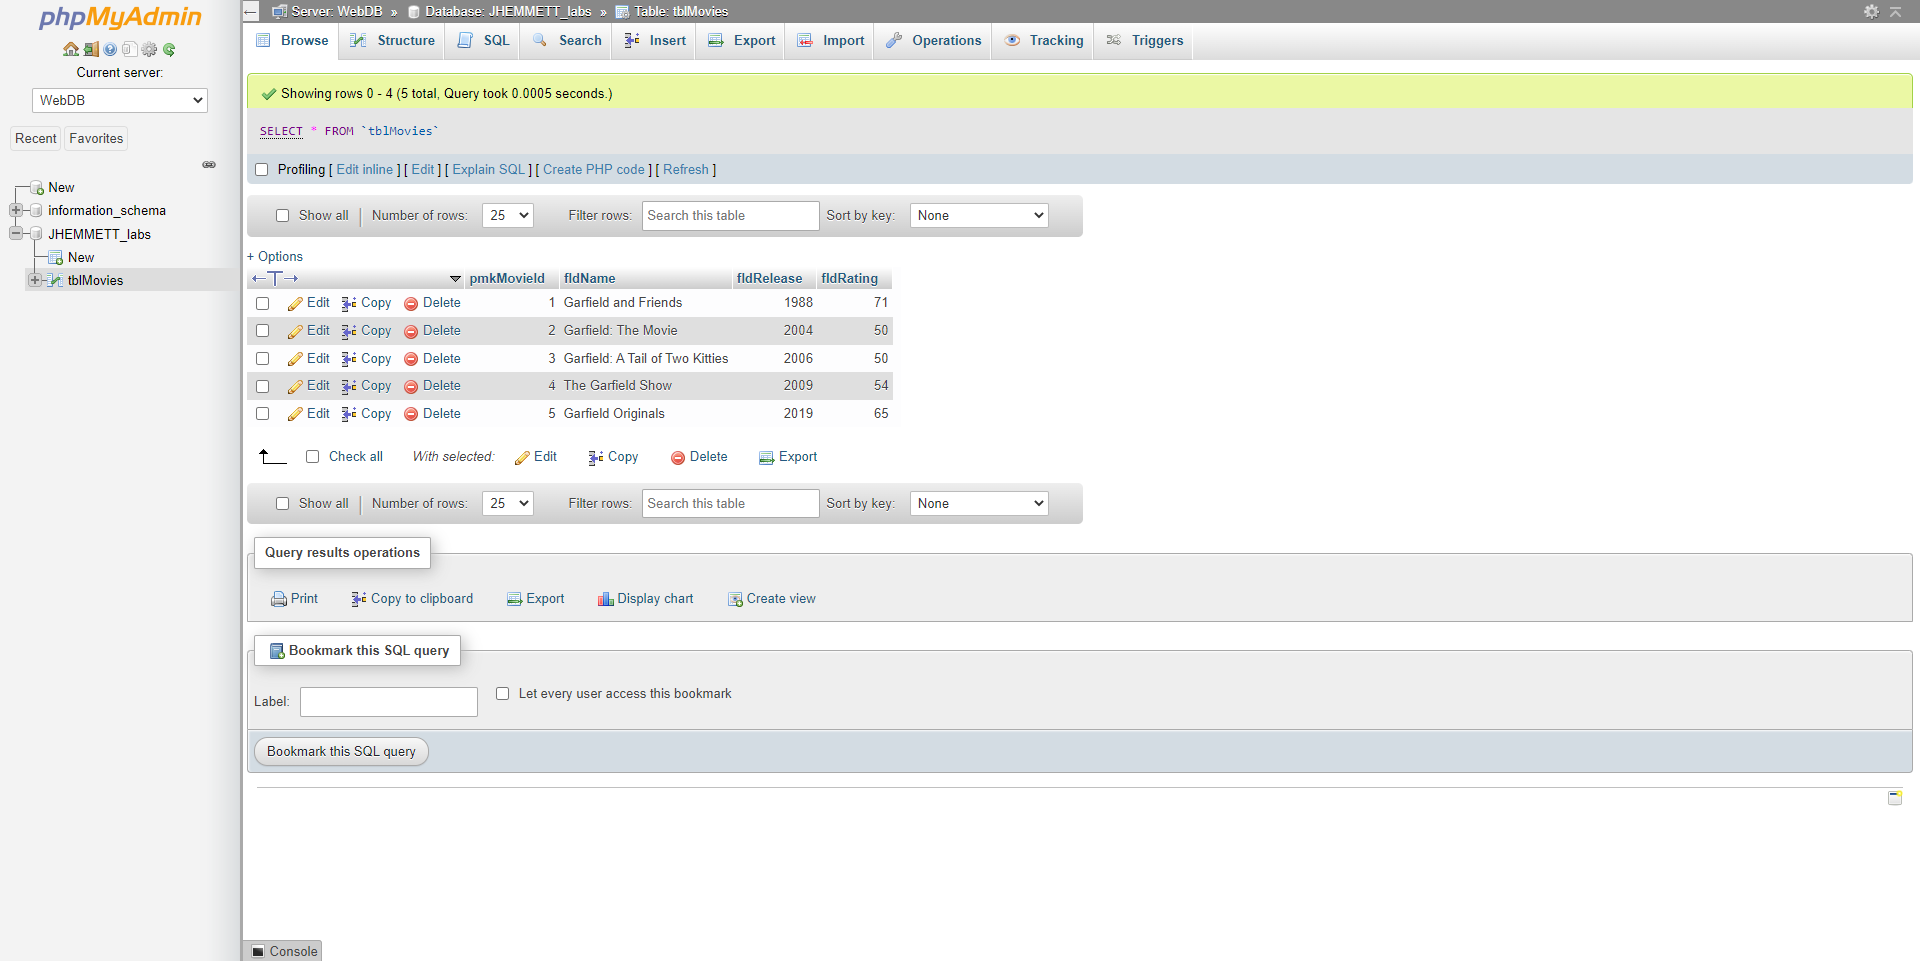 phpMyAdmin
Current server:
WebDB
Recent Favorites
New
information_schema
JHEMMETT_labs
New
tblMovies
Server: WebDB » Database: JHEMMETT_labs » Table: tblMovies
Browse Structure SQL Search Insert Export Import Operations Tracking Triggers
Showing rows 0 - 4 (5 total, Query took 0.0005 seconds.)
SELECT * FROM `tblMovies`
Profiling [ Edit inline ] [ Edit ] [ Explain SQL ] [ Create PHP code ] [ Refresh ]
Show all | Number of rows: 25 Filter rows: Search this table Sort by key: None
+ Options
←T→ pmkMovieId fldName fldRelease fldRating
Edit Copy Delete 1 Garfield and Friends 1988 71
Edit Copy Delete 2 Garfield: The Movie 2004 50
Edit Copy Delete 3 Garfield: A Tail of Two Kitties 2006 50
Edit Copy Delete 4 The Garfield Show 2009 54
Edit Copy Delete 5 Garfield Originals 2019 65
Check all With selected: Edit Copy Delete Export
Show all | Number of rows: 25 Filter rows: Search this table Sort by key: None
Query results operations
Print Copy to clipboard Export Display chart Create view
Bookmark this SQL query
Label: Let every user access this bookmark
Bookmark this SQL query
Console